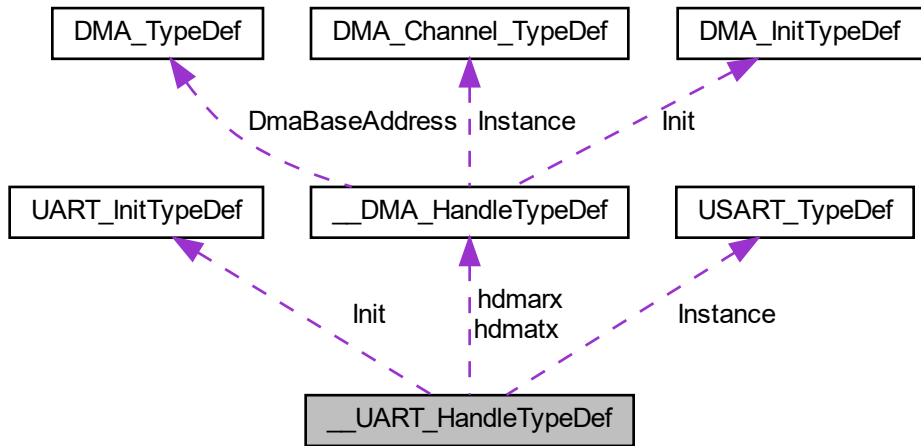 DMA_TypeDef
DMA_Channel_TypeDef
DMA_InitTypeDef
DmaBaseAddress
Instance
Init
UART_InitTypeDef
__DMA_HandleTypeDef
USART_TypeDef
Init
hdmarx
hdmatx
Instance
__UART_HandleTypeDef